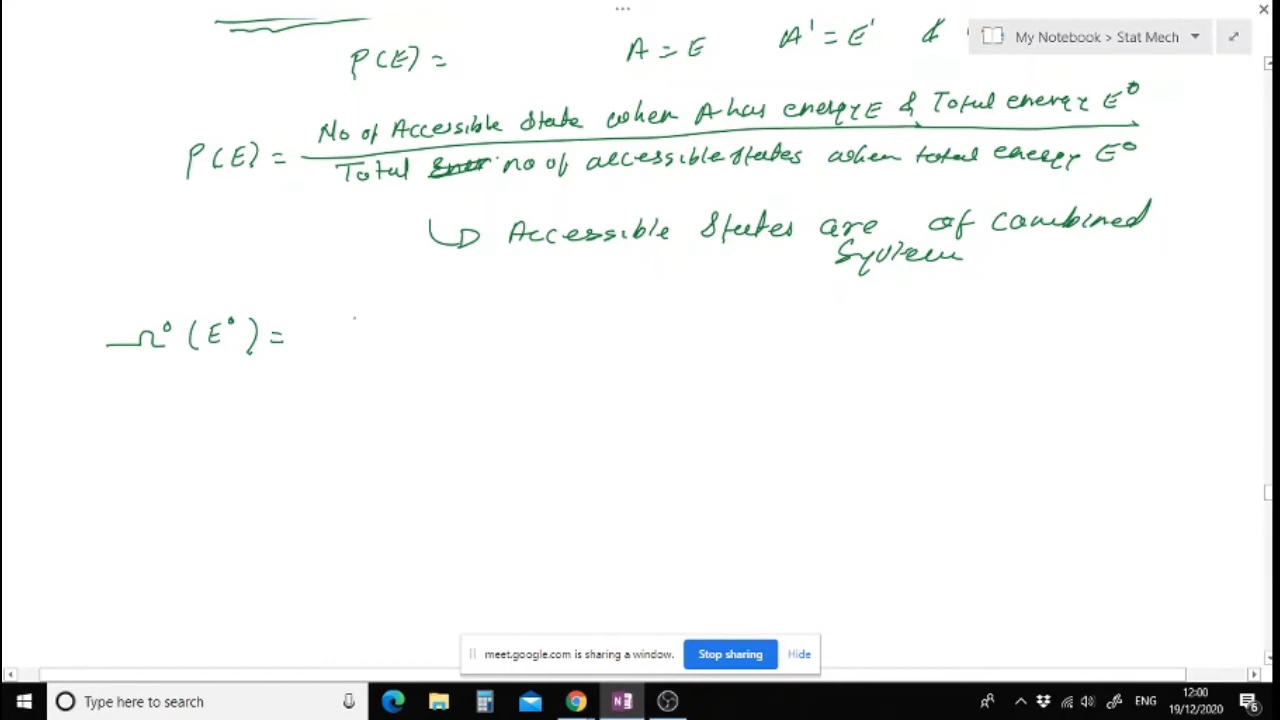 ...
P(E) =    A = E    A' = E'    &
My Notebook > Stat Mech
P(E) = No of Accessible State when A has energy E & Total energy E°
Total no of accessible states when total energy E°
↳ Accessible States are of combined
System
Ω°(E°) =
meet.google.com is sharing a window.  Stop sharing  Hide
Type here to search
ENG
12:00
19/12/2020
6